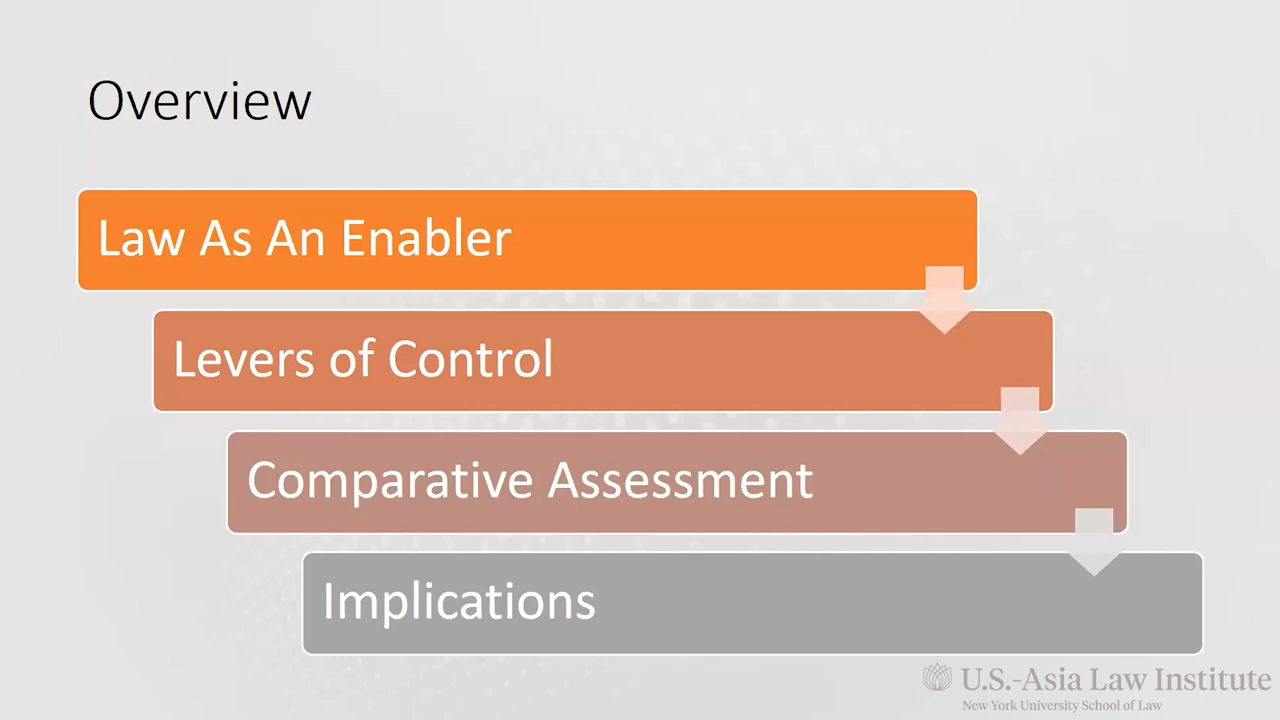 Overview
Law As An Enabler
Levers of Control
Comparative Assessment
Implications
U.S.-Asia Law Institute
New York University School of Law